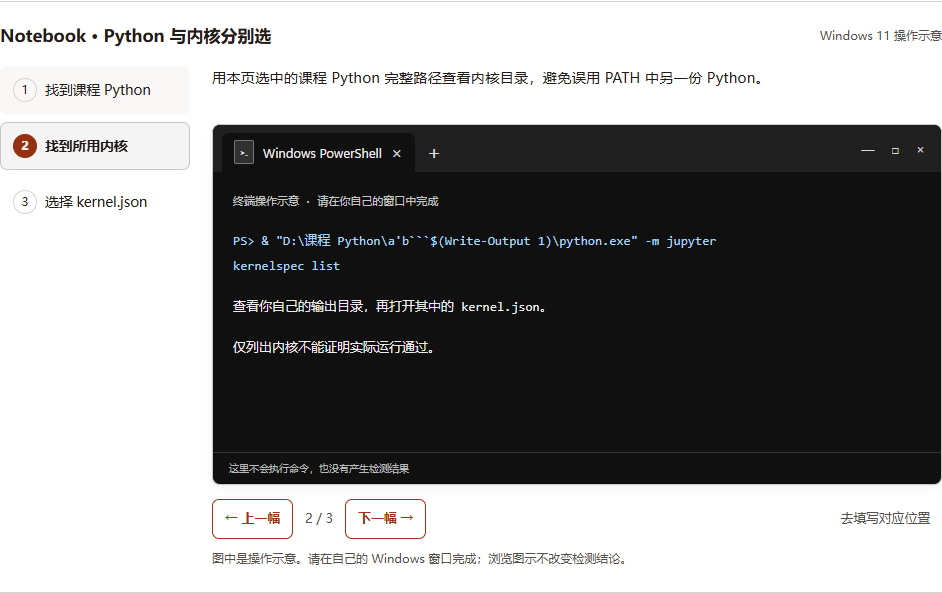 Notebook • Python 与内核分别选
Windows 11 操作示意
1 找到课程 Python
2 找到所用内核
3 选择 kernel.json
用本页选中的课程 Python 完整路径查看内核目录，避免误用 PATH 中另一份 Python。
>_ Windows PowerShell × + — □ ×
终端操作示意 · 请在你自己的窗口中完成
PS> & "D:\课程 Python\a'b```$(Write-Output 1)\python.exe" -m jupyter
kernelspec list
查看你自己的输出目录，再打开其中的 kernel.json。
仅列出内核不能证明实际运行通过。
这里不会执行命令，也没有产生检测结果
← 上一幅 2 / 3 下一幅 →
去填写对应位置
图中是操作示意。请在自己的 Windows 窗口完成；浏览图示不改变检测结论。